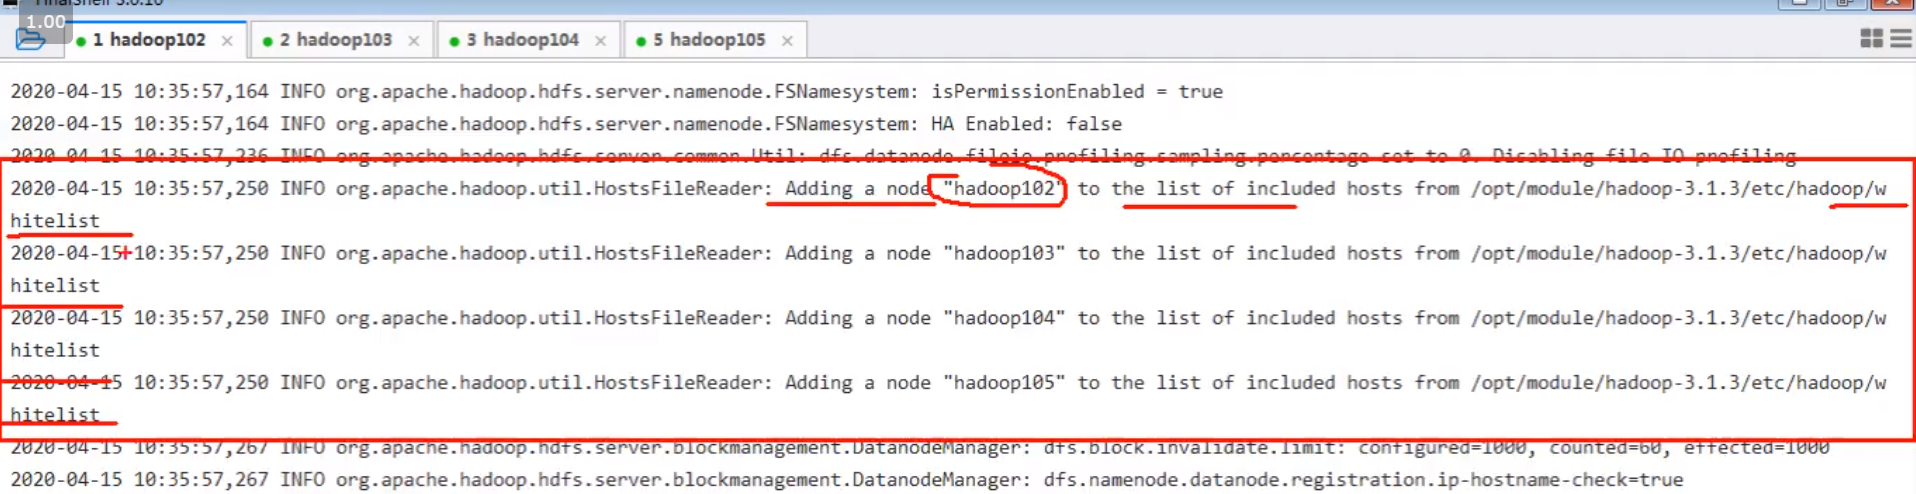 FinalShell 3.0.10
1.00
1 hadoop102 × 2 hadoop103 × 3 hadoop104 × 5 hadoop105 ×
2020-04-15 10:35:57,164 INFO org.apache.hadoop.hdfs.server.namenode.FSNamesystem: isPermissionEnabled = true
2020-04-15 10:35:57,164 INFO org.apache.hadoop.hdfs.server.namenode.FSNamesystem: HA Enabled: false
2020-04-15 10:35:57,236 INFO org.apache.hadoop.hdfs.server.common.Util: dfs.datanode.fileio.profiling.sampling.percentage set to 0. Disabling file IO profiling
2020-04-15 10:35:57,250 INFO org.apache.hadoop.util.HostsFileReader: Adding a node "hadoop102" to the list of included hosts from /opt/module/hadoop-3.1.3/etc/hadoop/w
hitelist
2020-04-15 10:35:57,250 INFO org.apache.hadoop.util.HostsFileReader: Adding a node "hadoop103" to the list of included hosts from /opt/module/hadoop-3.1.3/etc/hadoop/w
hitelist
2020-04-15 10:35:57,250 INFO org.apache.hadoop.util.HostsFileReader: Adding a node "hadoop104" to the list of included hosts from /opt/module/hadoop-3.1.3/etc/hadoop/w
hitelist
2020-04-15 10:35:57,250 INFO org.apache.hadoop.util.HostsFileReader: Adding a node "hadoop105" to the list of included hosts from /opt/module/hadoop-3.1.3/etc/hadoop/w
hitelist
2020-04-15 10:35:57,267 INFO org.apache.hadoop.hdfs.server.blockmanagement.DatanodeManager: dfs.block.invalidate.limit: configured=1000, counted=60, effected=1000
2020-04-15 10:35:57,267 INFO org.apache.hadoop.hdfs.server.blockmanagement.DatanodeManager: dfs.namenode.datanode.registration.ip-hostname-check=true